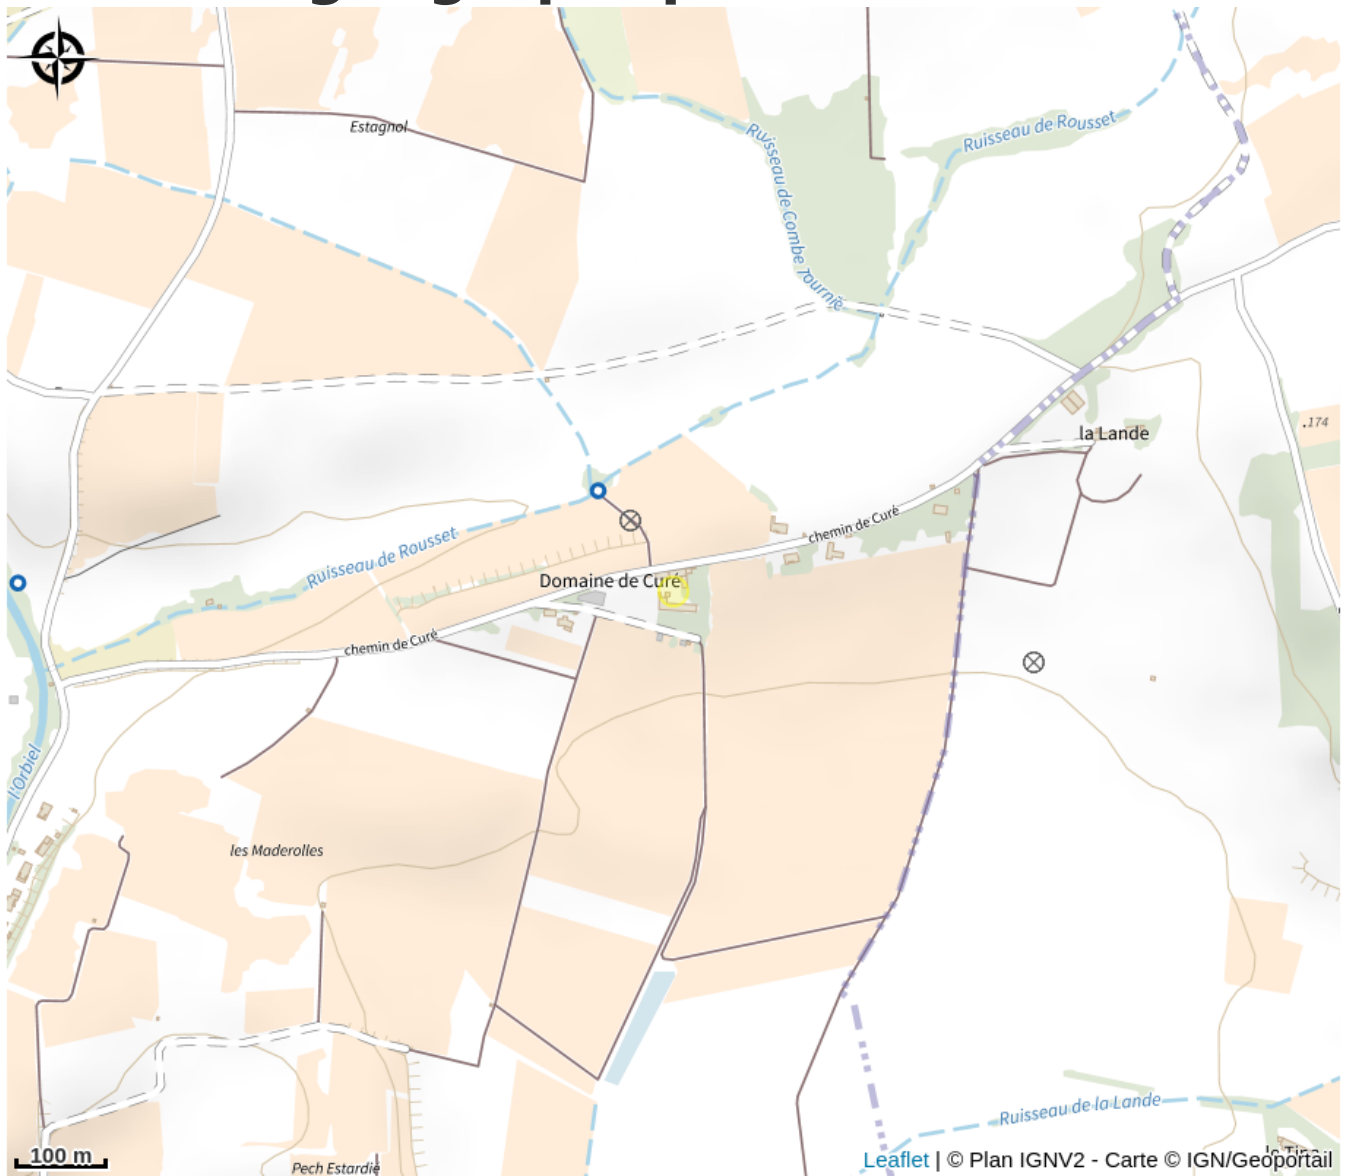 Estagnol
Ruisseau de Combe Tournié
Ruisseau de Rousset
.174
la Lande
chemin de Curé
Ruisseau de Rousset
Domaine de Curé
chemin de Curé
l'Orbiel
les Maderolles
Ruisseau de la Lande
100 m
Pech Estardié
Leaflet | © Plan IGNV2 - Carte © IGN/Geoportail